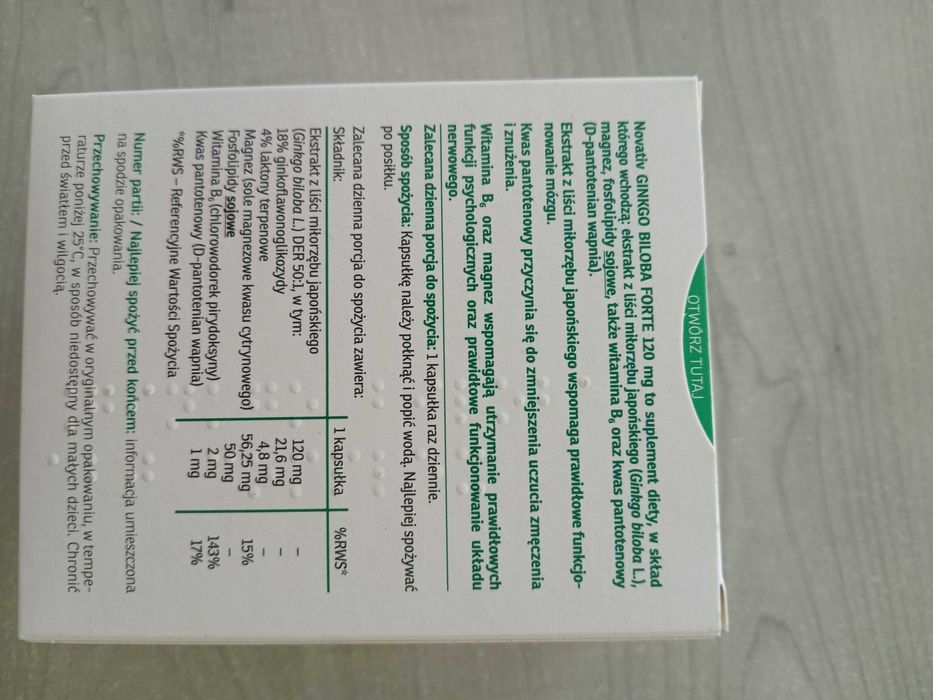 OTWÓRZ TUTAJ
Novativ GINKGO BILOBA FORTE 120 mg to suplement diety, w skład
którego wchodzą: ekstrakt z liści miłorzębu japońskiego (Ginkgo biloba L.),
magnez, fosfolipidy sojowe, także witamina B₆ oraz kwas pantotenowy
(D-pantotenian wapnia).
Ekstrakt z liści miłorzębu japońskiego wspomaga prawidłowe funkcjo-
nowanie mózgu.
Kwas pantotenowy przyczynia się do zmniejszenia uczucia zmęczenia
i znużenia.
Witamina B₆ oraz magnez wspomagają utrzymanie prawidłowych
funkcji psychologicznych oraz prawidłowe funkcjonowanie układu
nerwowego.
Zalecana dzienna porcja do spożycia: 1 kapsułka raz dziennie.
Sposób spożycia: Kapsułkę należy połknąć i popić wodą. Najlepiej spożywać
po posiłku.
Zalecana dzienna porcja do spożycia zawiera:
Składnik: 1 kapsułka %RWS*
Ekstrakt z liści miłorzębu japońskiego
(Ginkgo biloba L.) DER 50:1, w tym: 120 mg –
18% ginkoflawonoglikozydy 21,6 mg –
4% laktony terpenowe 4,8 mg –
Magnez (sole magnezowe kwasu cytrynowego) 56,25 mg 15%
Fosfolipidy sojowe 50 mg –
Witamina B₆ (chlorowodorek pirydoksyny) 2 mg 143%
Kwas pantotenowy (D-pantotenian wapnia) 1 mg 17%
*%RWS – Referencyjne Wartości Spożycia
Numer partii: / Najlepiej spożyć przed końcem: informacja umieszczona
na spodzie opakowania.
Przechowywanie: Przechowywać w oryginalnym opakowaniu, w tempe-
raturze poniżej 25°C, w sposób niedostępny dla małych dzieci. Chronić
przed światłem i wilgocią.